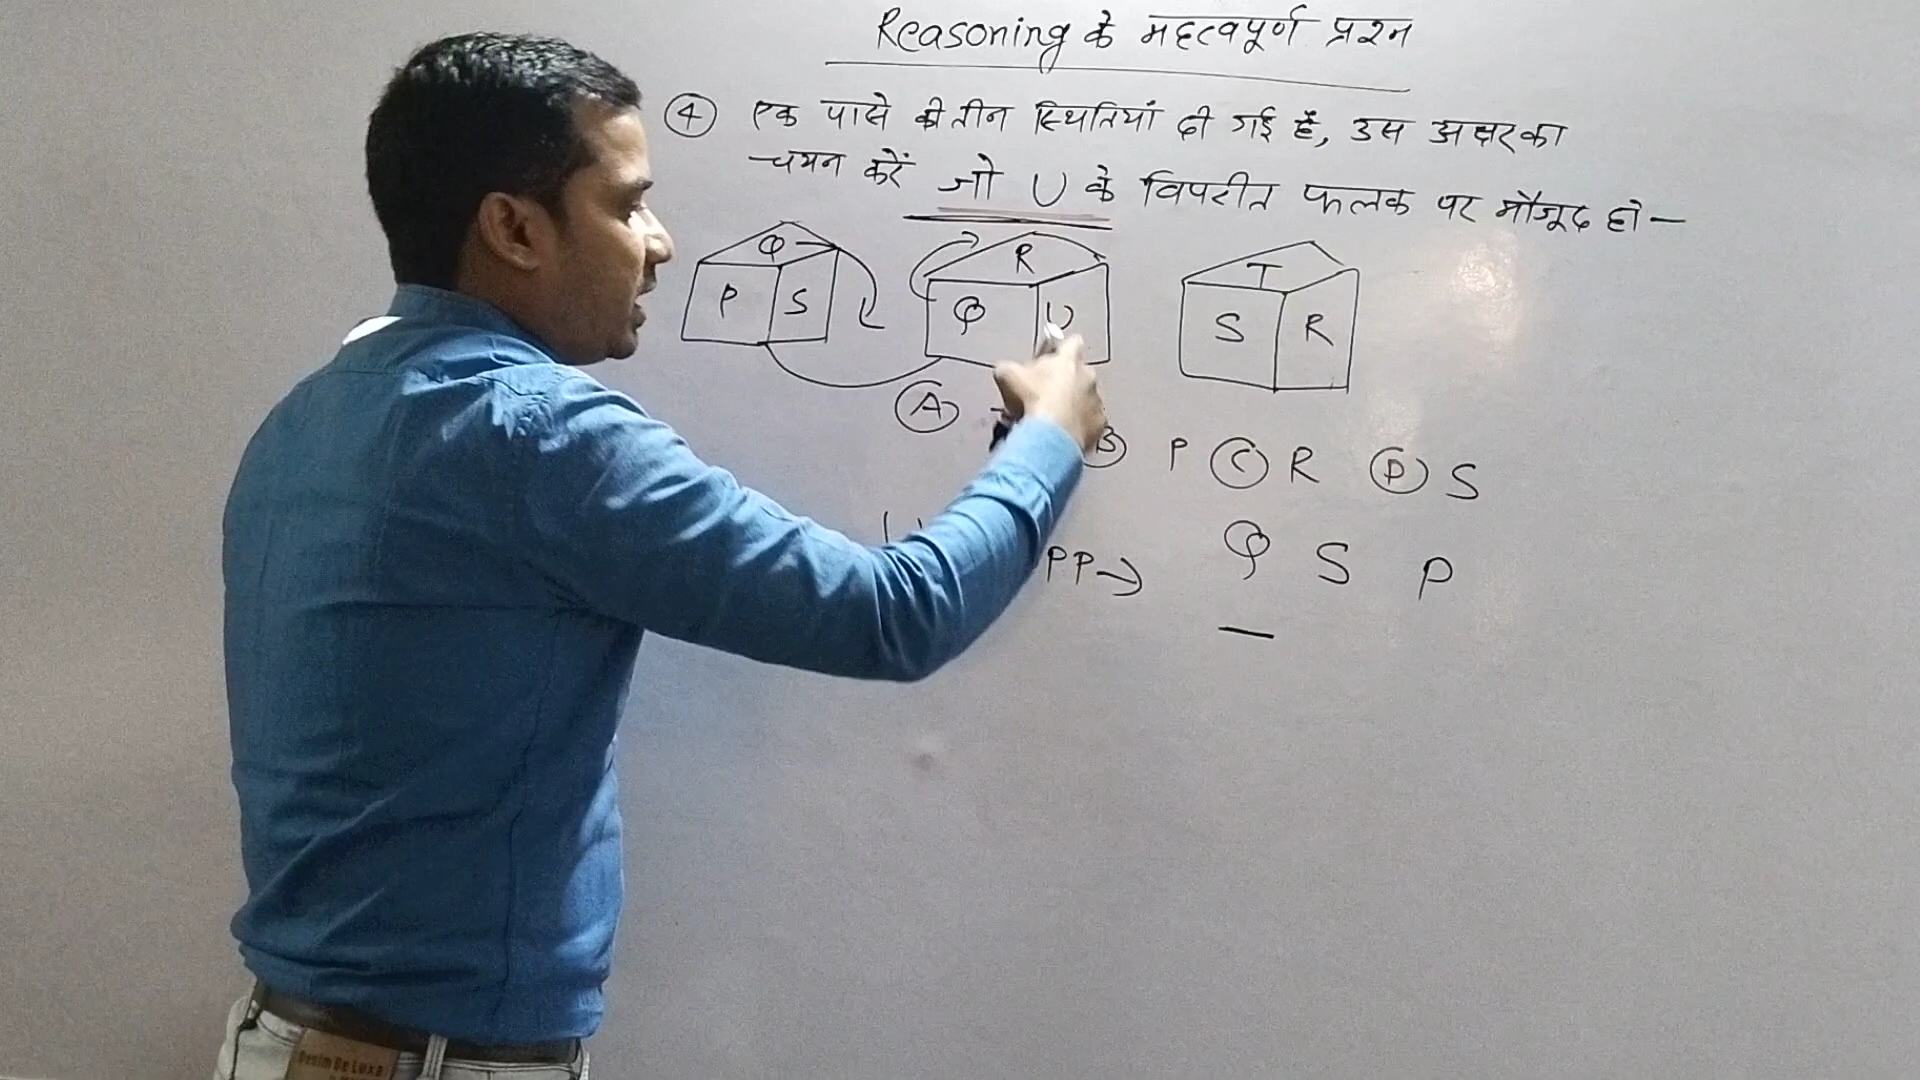 Reasoning के महत्वपूर्ण प्रश्न
④ एक पासे की तीन स्थितियां दी गई हैं, उस अक्षर का
चयन करें जो U के विपरीत फलक पर मौजूद हो —
Q P S
R Q U
T S R
Ⓐ Ⓑ P Ⓒ R Ⓓ S
PP→ Q S P